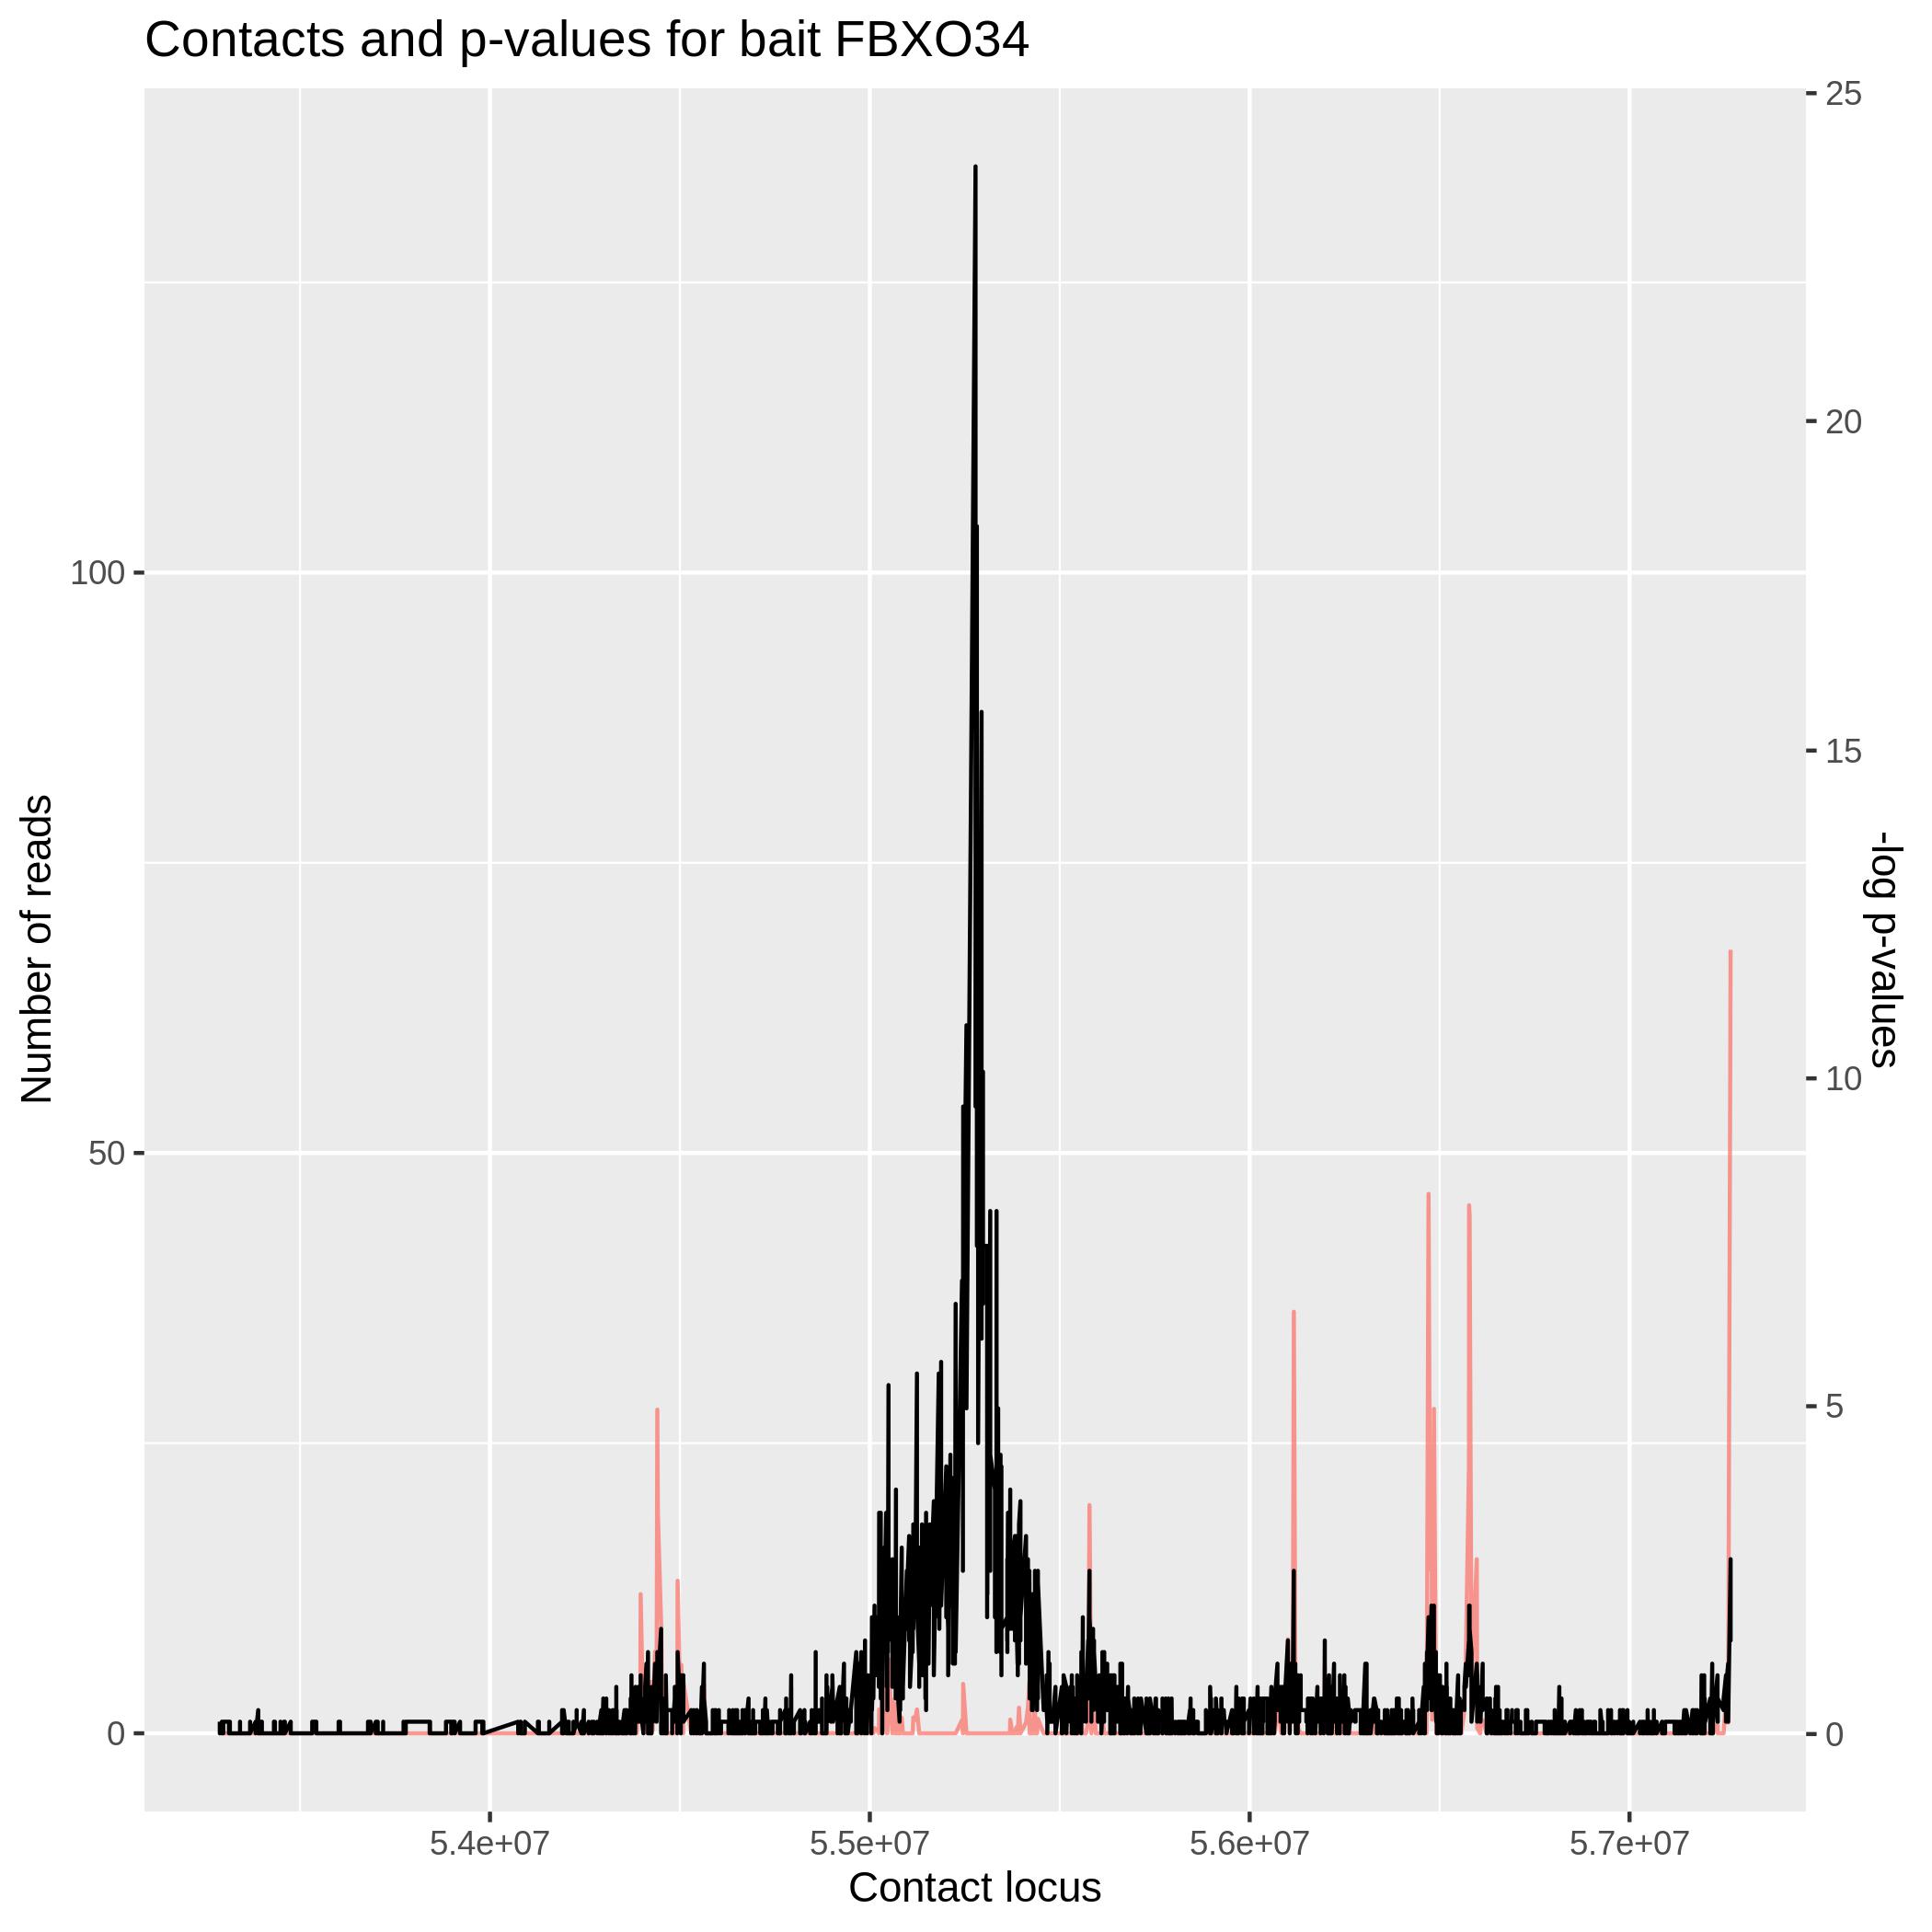 Contacts and p-values for bait FBXO34
Number of reads
100
50
0
25
20
15
10
5
0
-log p-values
5.4e+07
5.5e+07
5.6e+07
5.7e+07
Contact locus